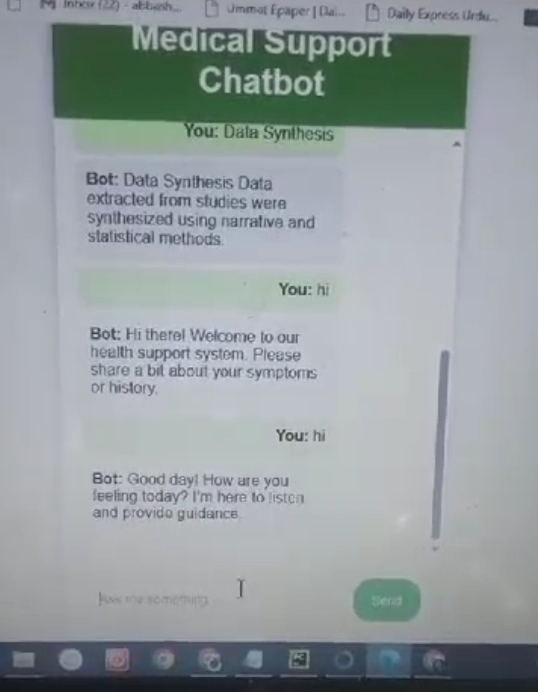 Inbox (22) - abbash...
Ummat Epaper | Dai...
Daily Express Urdu...
Medical Support
Chatbot
You: Data Synthesis
Bot: Data Synthesis Data
extracted from studies were
synthesized using narrative and
statistical methods.
You: hi
Bot: Hi there! Welcome to our
health support system. Please
share a bit about your symptoms
or history.
You: hi
Bot: Good day! How are you
feeling today? I'm here to listen
and provide guidance.
Ask me something
Send